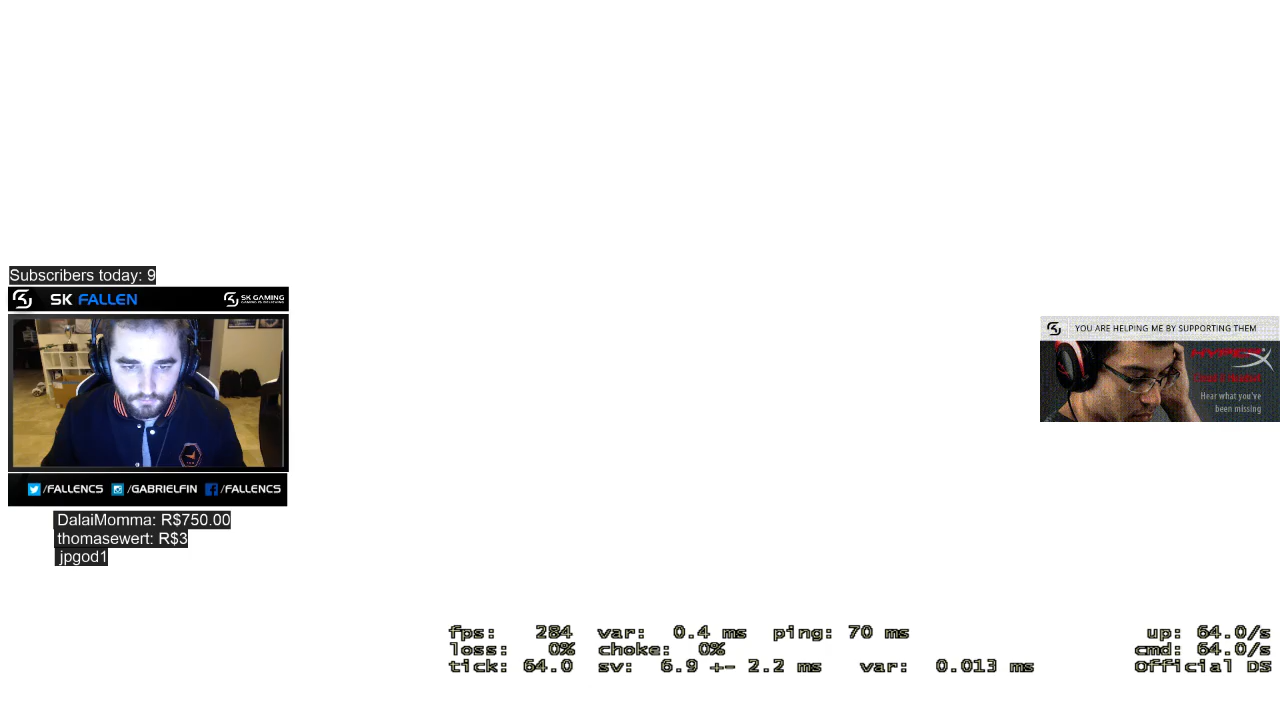 Subscribers today: 9
SK FALLEN
SK GAMING
/FALLENCS /GABRIELFIN /FALLENCS
DalaiMomma: R$750.00
thomasewert: R$3
jpgod1
YOU ARE HELPING ME BY SUPPORTING THEM
HYPERX
Hear what you've
been missing
fps: 284 var: 0.4 ms ping: 70 ms up: 64.0/s
loss: 0% choke: 0% cmd: 64.0/s
tick: 64.0 sv: 6.9 +- 2.2 ms var: 0.013 ms Official DS